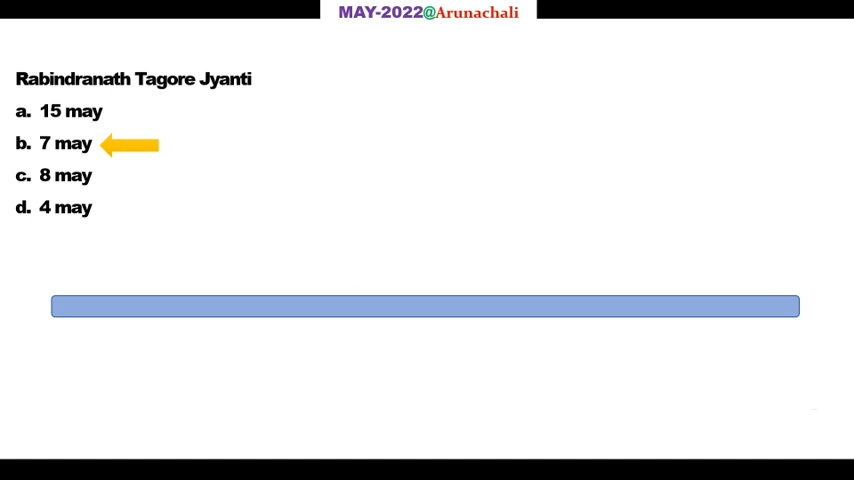 MAY-2022@Arunachali
Rabindranath Tagore Jyanti
a. 15 may
b. 7 may
c. 8 may
d. 4 may